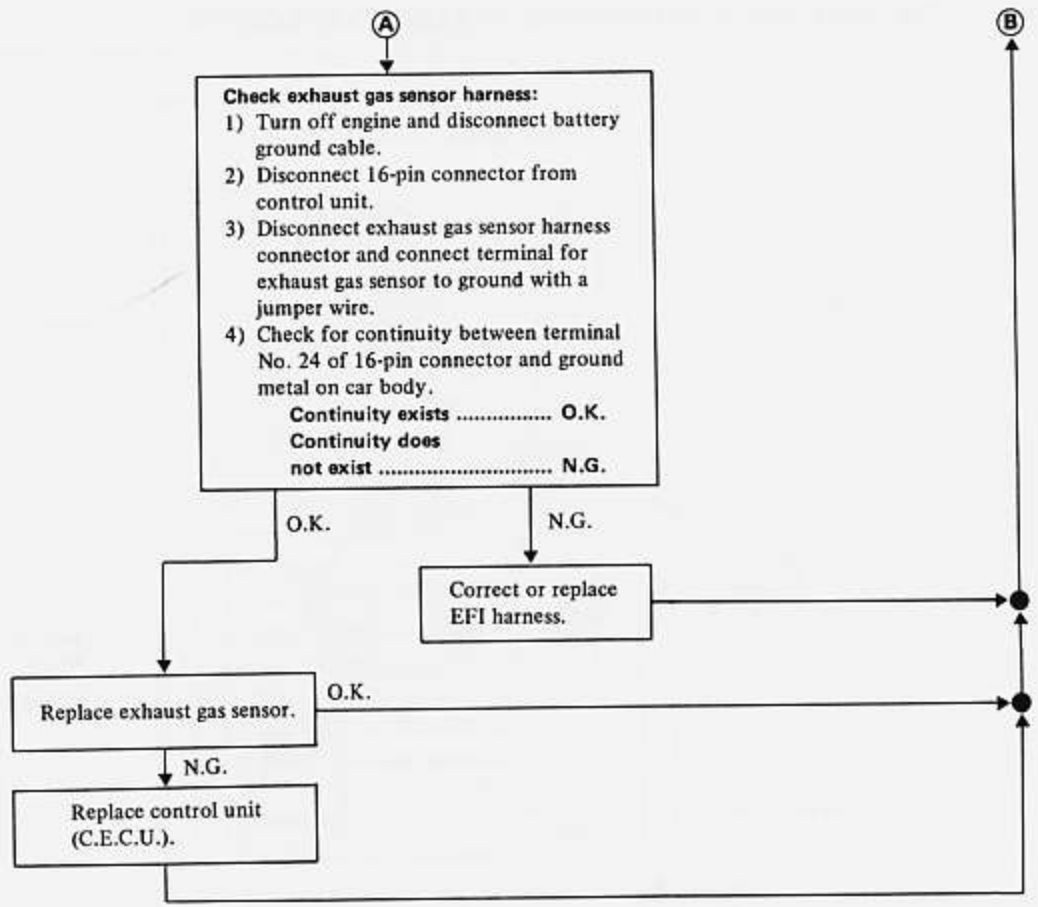 A
B
Check exhaust gas sensor harness:
1) Turn off engine and disconnect battery
ground cable.
2) Disconnect 16-pin connector from
control unit.
3) Disconnect exhaust gas sensor harness
connector and connect terminal for
exhaust gas sensor to ground with a
jumper wire.
4) Check for continuity between terminal
No. 24 of 16-pin connector and ground
metal on car body.
Continuity exists ................ O.K.
Continuity does
not exist ............................. N.G.
O.K.
N.G.
Correct or replace
EFI harness.
Replace exhaust gas sensor.
O.K.
N.G.
Replace control unit
(C.E.C.U.).